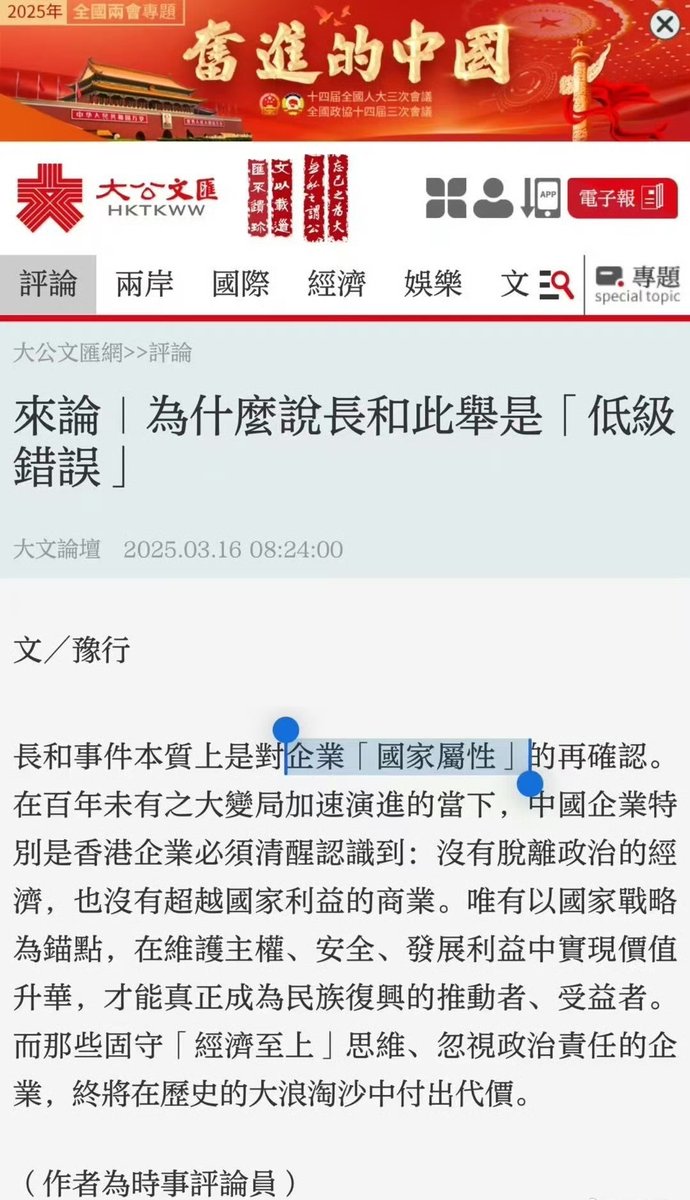 2025年 全國兩會專題
奮進的中國
十四屆全國人大三次會議
全國政協十四屆三次會議
大公文匯
HKTKWW
文以載道
匯不讀珍
忘己之為大
無私之謂公
APP
電子報
評論
兩岸
國際
經濟
娛樂
文
專題
special topic
大公文匯網>>評論
來論｜為什麼說長和此舉是「低級
錯誤」
大文論壇 2025.03.16 08:24:00
文／豫行
長和事件本質上是對企業「國家屬性」的再確認。
在百年未有之大變局加速演進的當下，中國企業特
別是香港企業必須清醒認識到：沒有脫離政治的經
濟，也沒有超越國家利益的商業。唯有以國家戰略
為錨點，在維護主權、安全、發展利益中實現價值
升華，才能真正成為民族復興的推動者、受益者。
而那些固守「經濟至上」思維、忽視政治責任的企
業，終將在歷史的大浪淘沙中付出代價。
（作者為時事評論員）